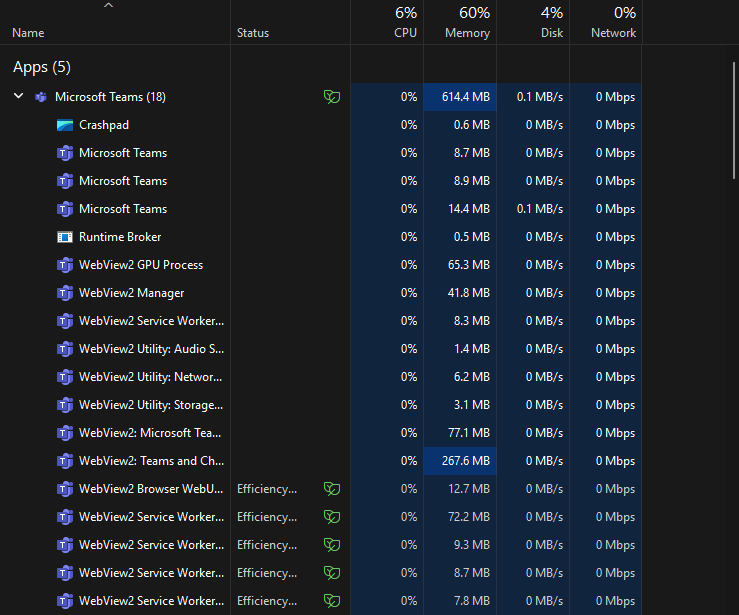 6% 60% 4% 0%
Name Status CPU Memory Disk Network
Apps (5)
Microsoft Teams (18) 0% 614.4 MB 0.1 MB/s 0 Mbps
Crashpad 0% 0.6 MB 0 MB/s 0 Mbps
Microsoft Teams 0% 8.7 MB 0 MB/s 0 Mbps
Microsoft Teams 0% 8.9 MB 0 MB/s 0 Mbps
Microsoft Teams 0% 14.4 MB 0.1 MB/s 0 Mbps
Runtime Broker 0% 0.5 MB 0 MB/s 0 Mbps
WebView2 GPU Process 0% 65.3 MB 0 MB/s 0 Mbps
WebView2 Manager 0% 41.8 MB 0 MB/s 0 Mbps
WebView2 Service Worker... 0% 8.3 MB 0 MB/s 0 Mbps
WebView2 Utility: Audio S... 0% 1.4 MB 0 MB/s 0 Mbps
WebView2 Utility: Networ... 0% 6.2 MB 0 MB/s 0 Mbps
WebView2 Utility: Storage... 0% 3.1 MB 0 MB/s 0 Mbps
WebView2: Microsoft Tea... 0% 77.1 MB 0 MB/s 0 Mbps
WebView2: Teams and Ch... 0% 267.6 MB 0 MB/s 0 Mbps
WebView2 Browser WebU... Efficiency... 0% 12.7 MB 0 MB/s 0 Mbps
WebView2 Service Worker... Efficiency... 0% 72.2 MB 0 MB/s 0 Mbps
WebView2 Service Worker... Efficiency... 0% 9.3 MB 0 MB/s 0 Mbps
WebView2 Service Worker... Efficiency... 0% 8.7 MB 0 MB/s 0 Mbps
WebView2 Service Worker... Efficiency... 0% 7.8 MB 0 MB/s 0 Mbps